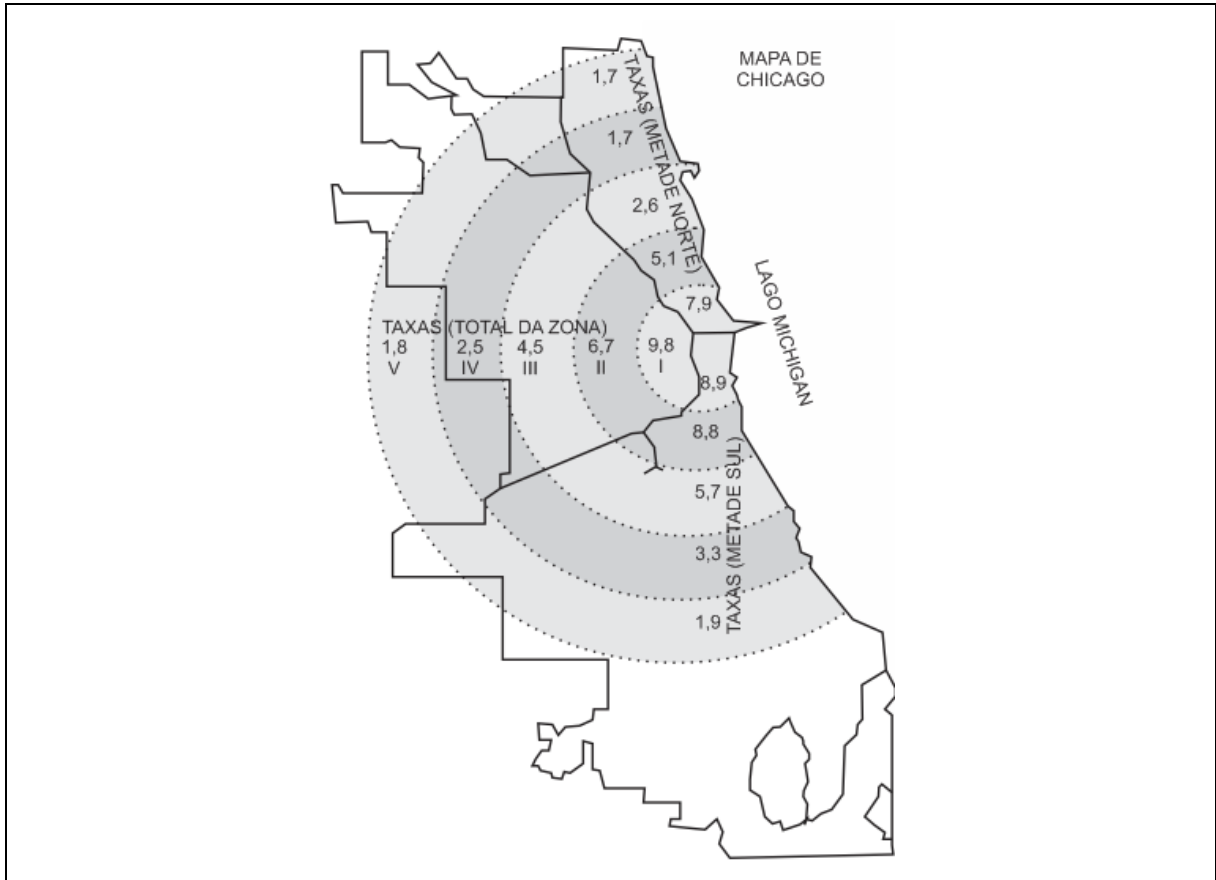 MAPA DE
CHICAGO
TAXAS (METADE NORTE)
1,7
1,7
2,6
5,1
7,9
LAGO MICHIGAN
TAXAS (TOTAL DA ZONA)
1,8 2,5 4,5 6,7 9,8
V IV III II I
8,9
8,8
5,7
3,3
1,9
TAXAS (METADE SUL)